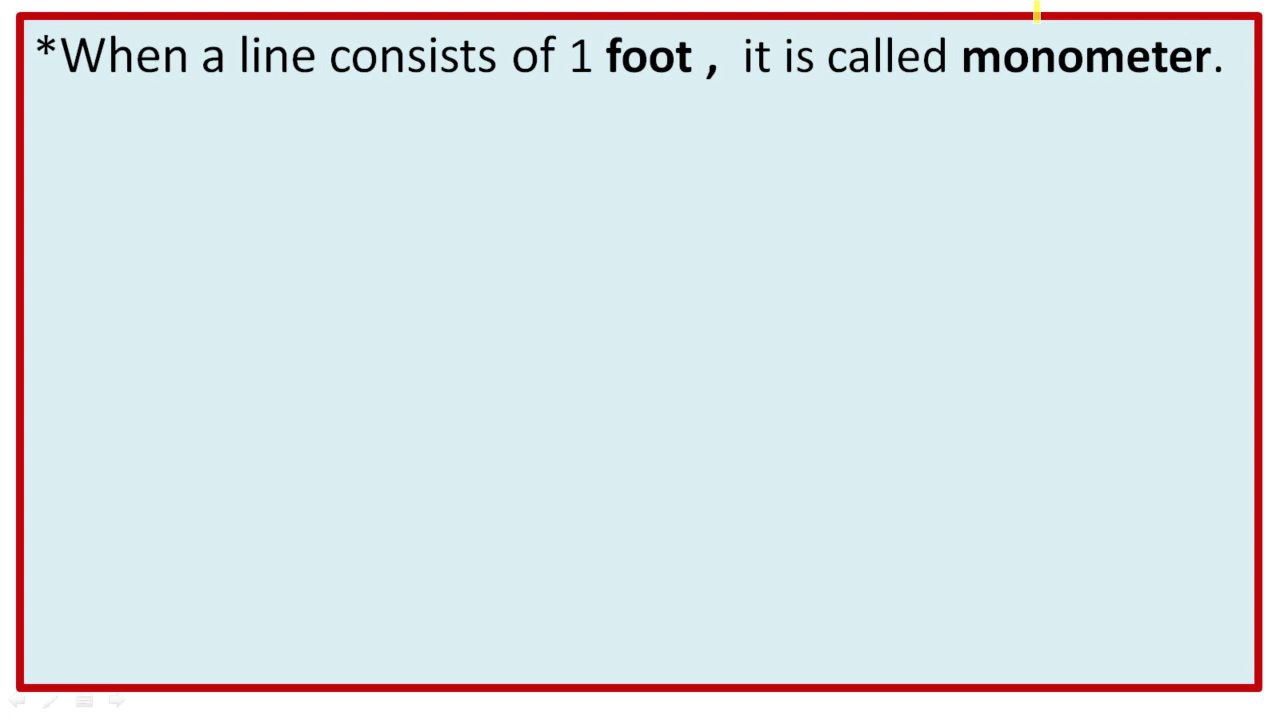 *When a line consists of 1 foot ,  it is called monometer.